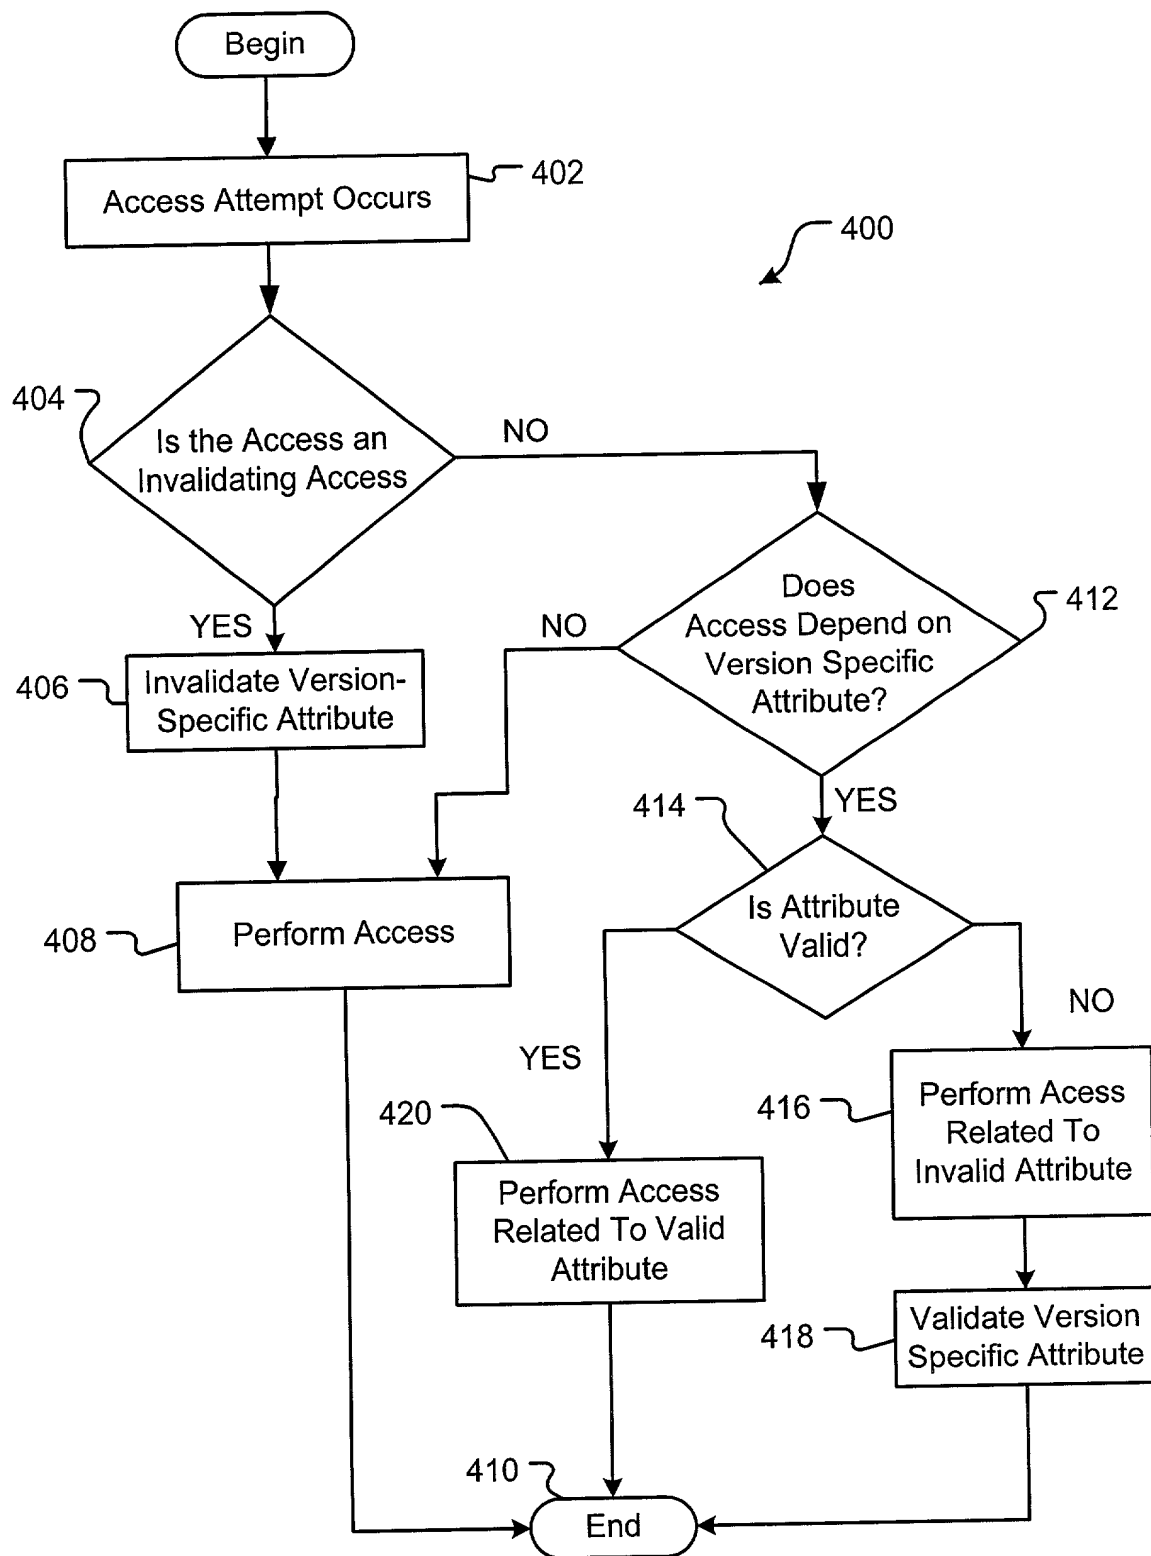 Begin
Access Attempt Occurs
402
400
404
Is the Access an
Invalidating Access
NO
YES
Does
Access Depend on
Version Specific
Attribute?
412
NO
406
Invalidate Version-
Specific Attribute
YES
414
408
Perform Access
Is Attribute
Valid?
YES
NO
420
Perform Access
Related To Valid
Attribute
416
Perform Acess
Related To
Invalid Attribute
418
Validate Version
Specific Attribute
410
End